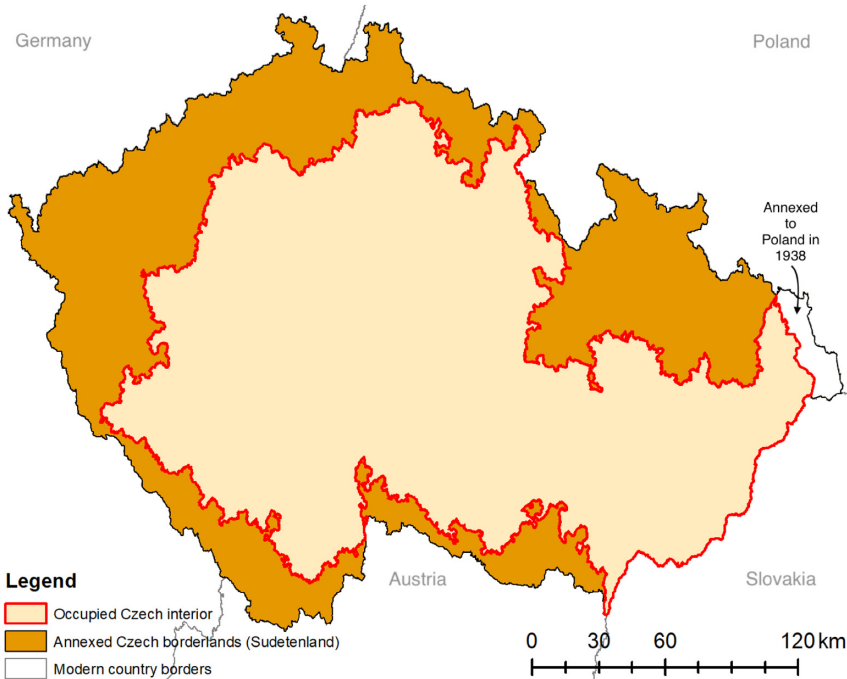 Germany
Poland
Annexed
to
Poland in
1938
Austria
Slovakia
Legend
Occupied Czech interior
Annexed Czech borderlands (Sudetenland)
Modern country borders
0 30 60 120 km